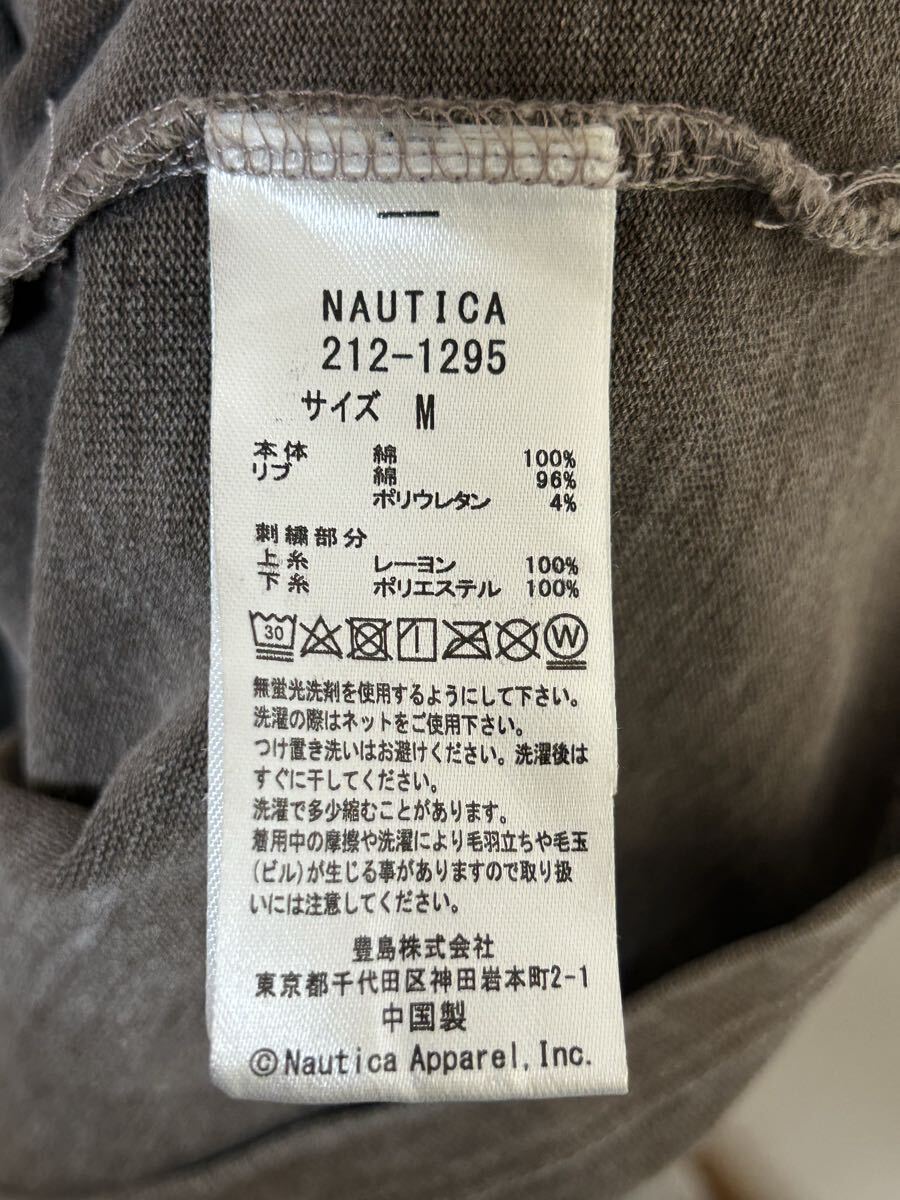 NAUTICA
212-1295
サイズ M
本体 綿 100%
リブ 綿 96%
ポリウレタン 4%
刺繍部分
上糸 レーヨン 100%
下糸 ポリエステル 100%
30 W
無蛍光洗剤を使用するようにして下さい。
洗濯の際はネットをご使用下さい。
つけ置き洗いはお避けください。洗濯後は
すぐに干してください。
洗濯で多少縮むことがあります。
着用中の摩擦や洗濯により毛羽立ちや毛玉
(ピル)が生じる事がありますので取り扱
いには注意してください。
豊島株式会社
東京都千代田区神田岩本町2-1
中国製
©Nautica Apparel, Inc.